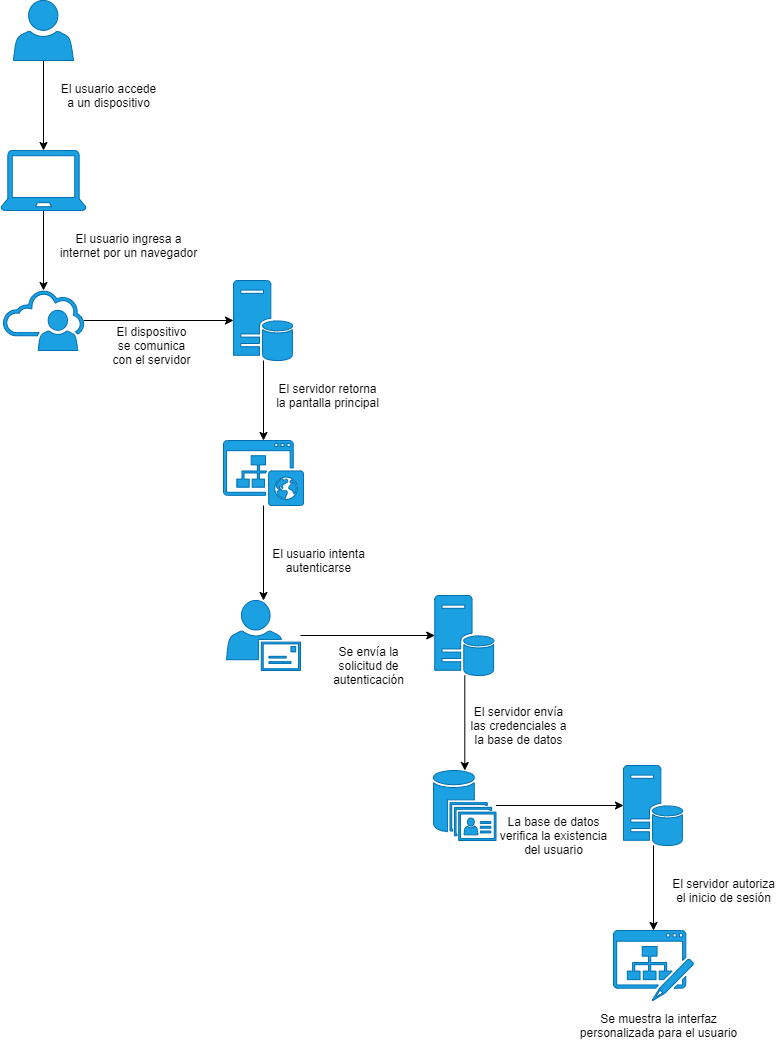 El usuario accede
a un dispositivo
El usuario ingresa a
internet por un navegador
El dispositivo
se comunica
con el servidor
El servidor retorna
la pantalla principal
El usuario intenta
autenticarse
Se envía la
solicitud de
autenticación
El servidor envía
las credenciales a
la base de datos
La base de datos
verifica la existencia
del usuario
El servidor autoriza
el inicio de sesión
Se muestra la interfaz
personalizada para el usuario